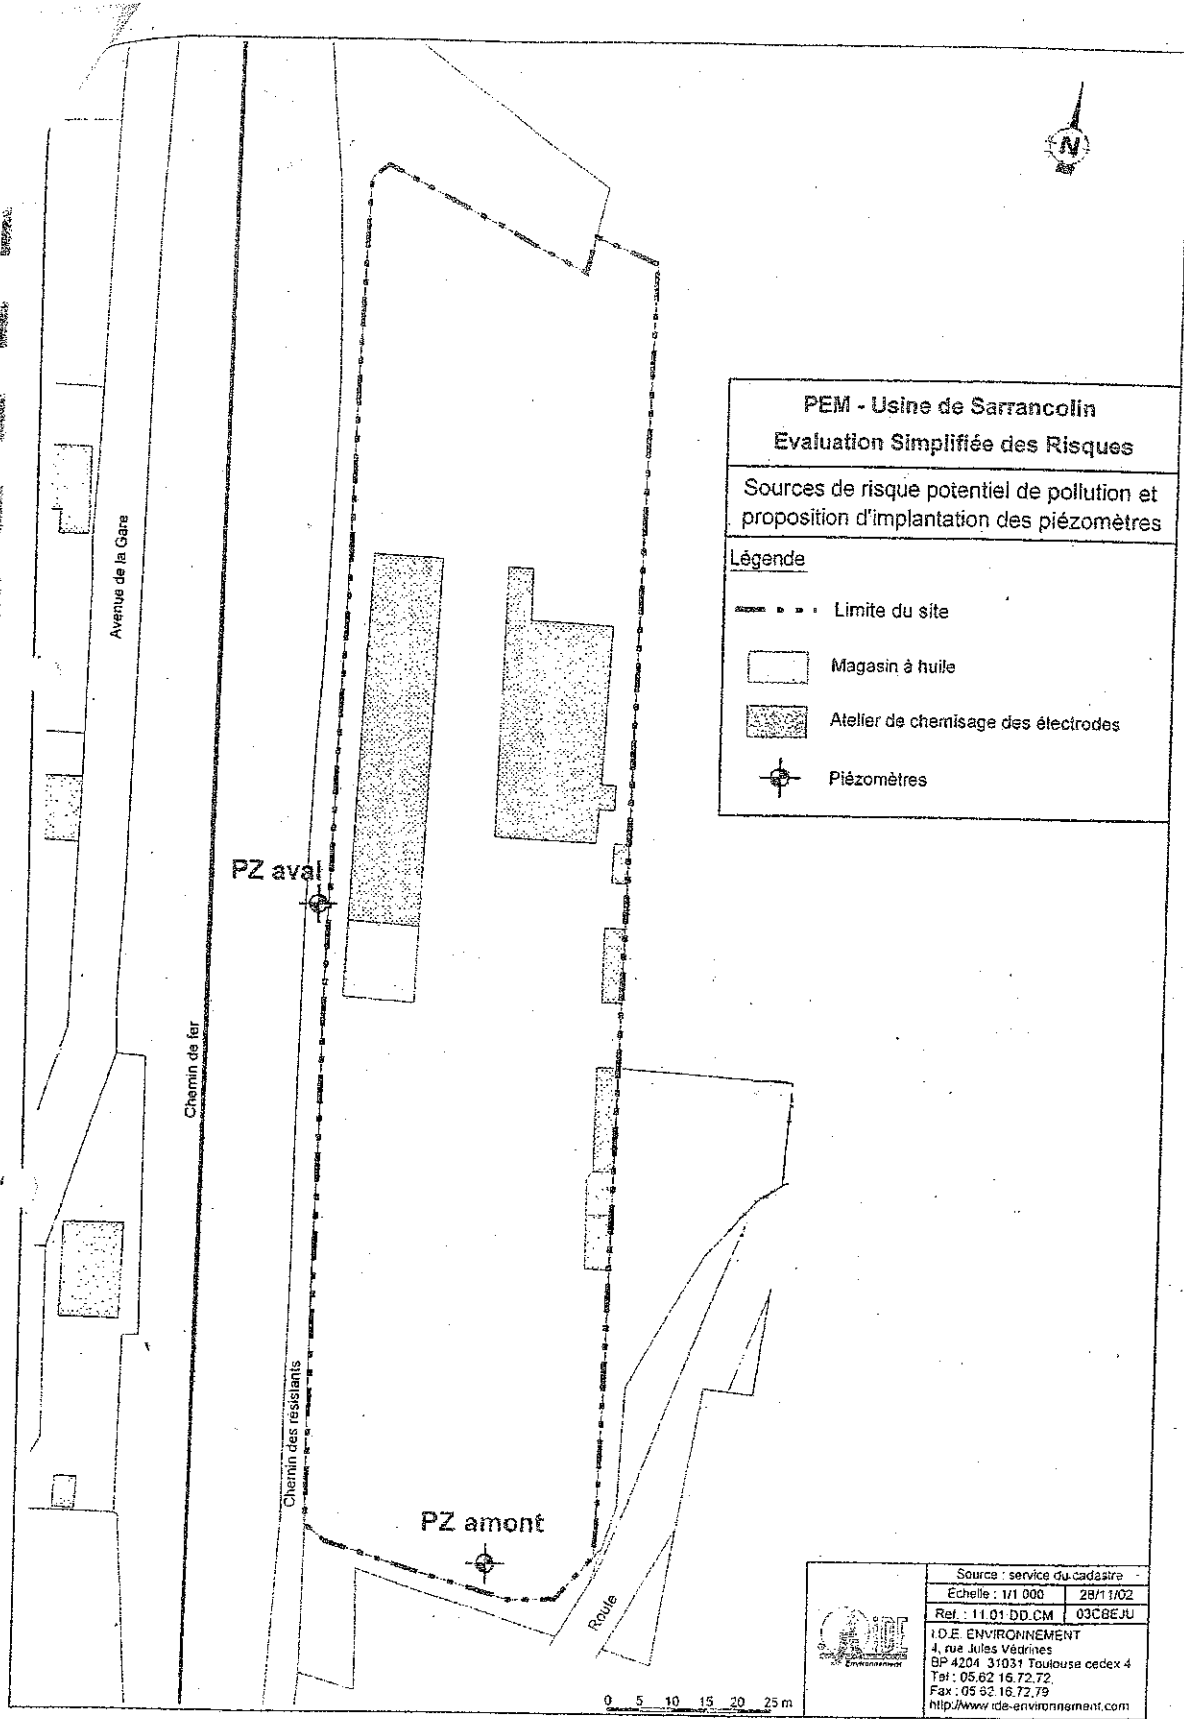 N
PEM - Usine de Sarrancolin
Evaluation Simplifiée des Risques
Sources de risque potentiel de pollution et
proposition d'implantation des piézomètres
Légende
Limite du site
Magasin à huile
Atelier de chemisage des électrodes
Piézomètres
Avenue de la Gare
PZ aval
Chemin de fer
Chemin des résistants
PZ amont
Route
0 5 10 15 20 25 m
IDE
Environnement
Source : service du cadastre
Echelle : 1/1 000 28/11/02
Ref. : 11.01 DD.CM 03CBEJU
I.D.E. ENVIRONNEMENT
4, rue Jules Védrines
BP 4204 31031 Toulouse cedex 4
Tel : 05.62 16.72.72.
Fax : 05 62.16.72.79
http://www ide-environnement.com